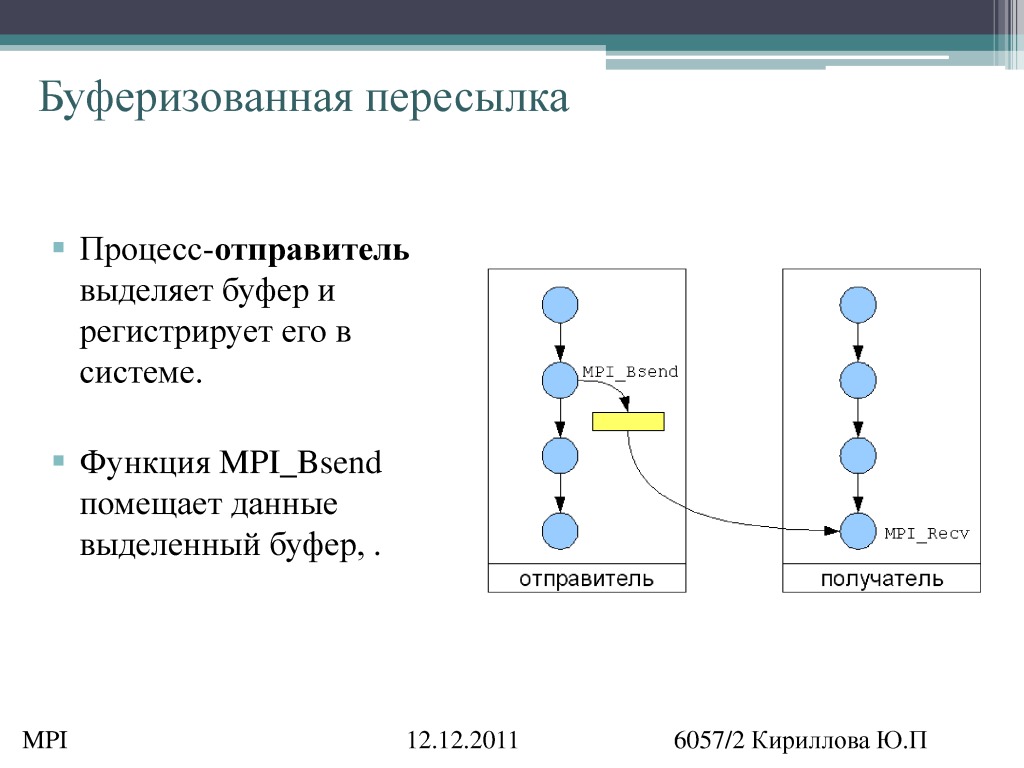 Буферизованная пересылка
Процесс-отправитель
выделяет буфер и
регистрирует его в
системе.
Функция MPI_Bsend
помещает данные
выделенный буфер, .
MPI_Bsend
MPI_Recv
отправитель
получатель
MPI
12.12.2011
6057/2 Кириллова Ю.П